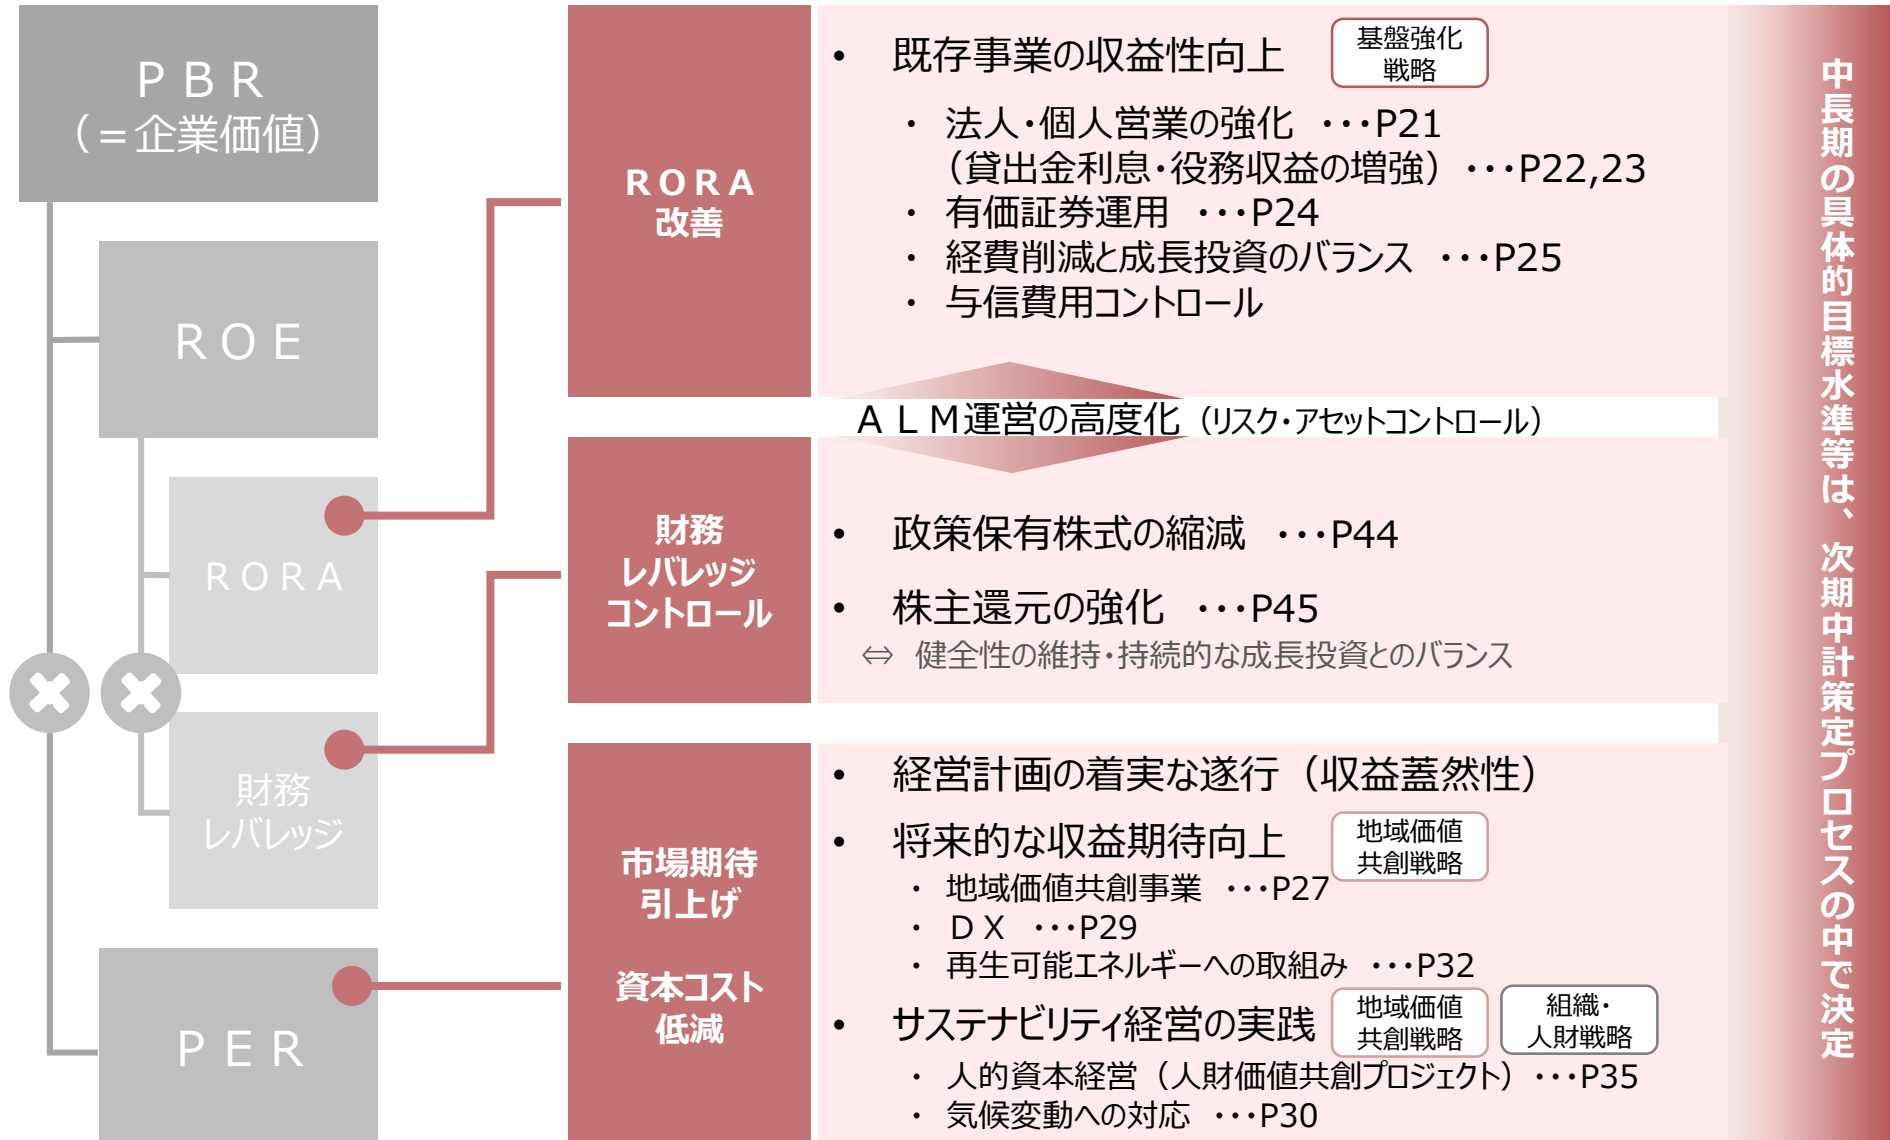 ＰＢＲ
（＝企業価値）
ＲＯＥ
ＲＯＲＡ
財務
レバレッジ
ＰＥＲ
ＲＯＲＡ
改善
• 既存事業の収益性向上
基盤強化
戦略
・ 法人・個人営業の強化 ・・・P21
（貸出金利息・役務収益の増強）・・・P22,23
・ 有価証券運用 ・・・P24
・ 経費削減と成長投資のバランス ・・・P25
・ 与信費用コントロール
ＡＬＭ運営の高度化（リスク・アセットコントロール）
財務
レバレッジ
コントロール
• 政策保有株式の縮減 ・・・P44
• 株主還元の強化 ・・・P45
⇔ 健全性の維持・持続的な成長投資とのバランス
市場期待
引上げ
資本コスト
低減
• 経営計画の着実な遂行（収益蓋然性）
• 将来的な収益期待向上
地域価値
共創戦略
・ 地域価値共創事業 ・・・P27
・ ＤＸ ・・・P29
・ 再生可能エネルギーへの取組み ・・・P32
• サステナビリティ経営の実践
地域価値
共創戦略
組織・
人財戦略
・ 人的資本経営（人財価値共創プロジェクト）・・・P35
・ 気候変動への対応 ・・・P30
中長期の具体的目標水準等は、次期中計策定プロセスの中で決定